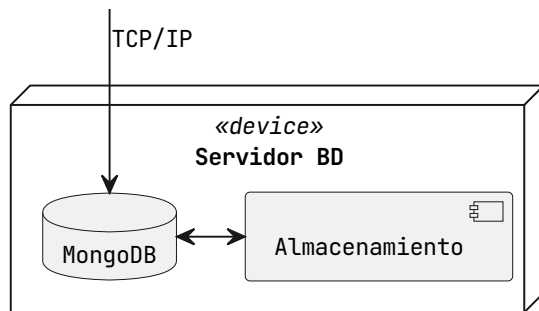 TCP/IP
«device»
Servidor BD
MongoDB
Almacenamiento